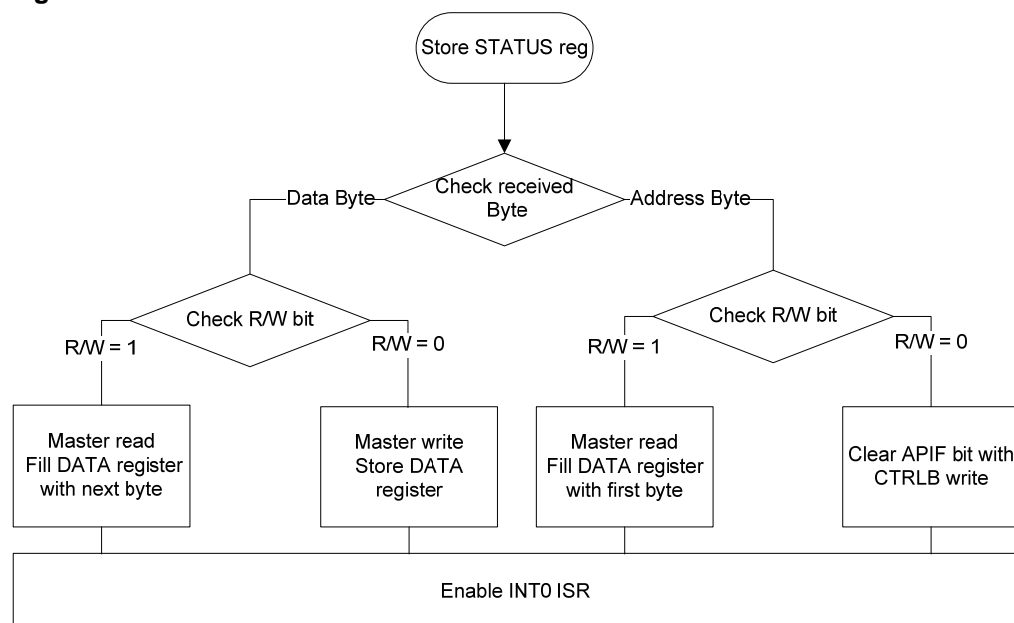 Store STATUS reg
Check received
Byte
Data Byte
Address Byte
Check R/W bit
Check R/W bit
R/W = 1
R/W = 0
R/W = 1
R/W = 0
Master read
Fill DATA register
with next byte
Master write
Store DATA
register
Master read
Fill DATA register
with first byte
Clear APIF bit with
CTRLB write
Enable INT0 ISR